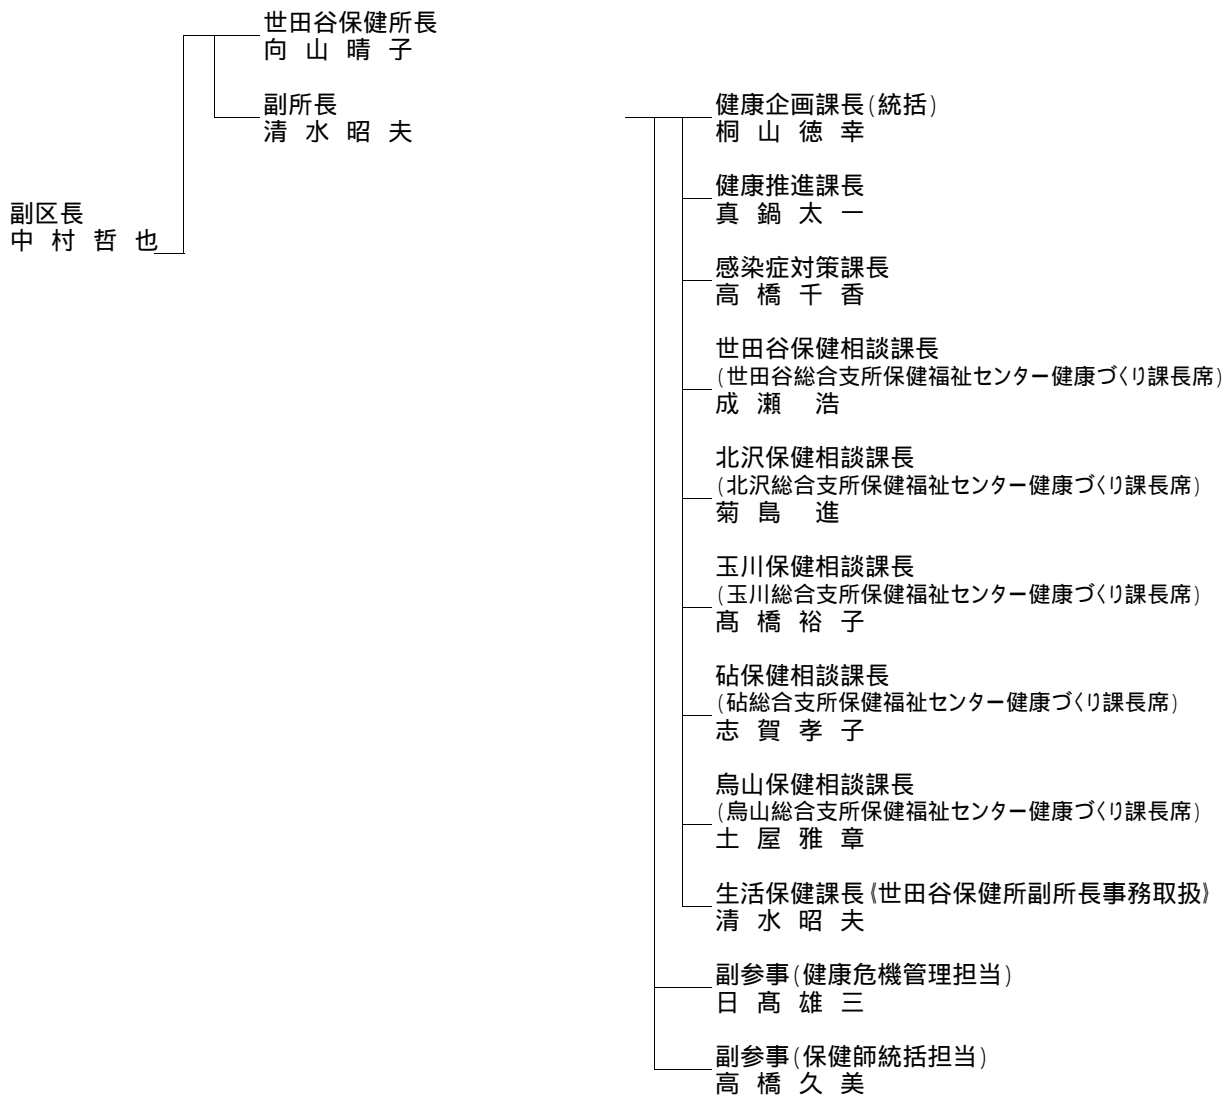 世田谷保健所長
向山晴子
副所長
清水昭夫
副区長
中村哲也
健康企画課長(統括)
桐山徳幸
健康推進課長
真鍋太一
感染症対策課長
高橋千香
世田谷保健相談課長
(世田谷総合支所保健福祉センター健康づくり課長席)
成瀬　浩
北沢保健相談課長
(北沢総合支所保健福祉センター健康づくり課長席)
菊島　進
玉川保健相談課長
(玉川総合支所保健福祉センター健康づくり課長席)
髙橋裕子
砧保健相談課長
(砧総合支所保健福祉センター健康づくり課長席)
志賀孝子
烏山保健相談課長
(烏山総合支所保健福祉センター健康づくり課長席)
土屋雅章
生活保健課長《世田谷保健所副所長事務取扱》
清水昭夫
副参事(健康危機管理担当)
日髙雄三
副参事(保健師統括担当)
高橋久美